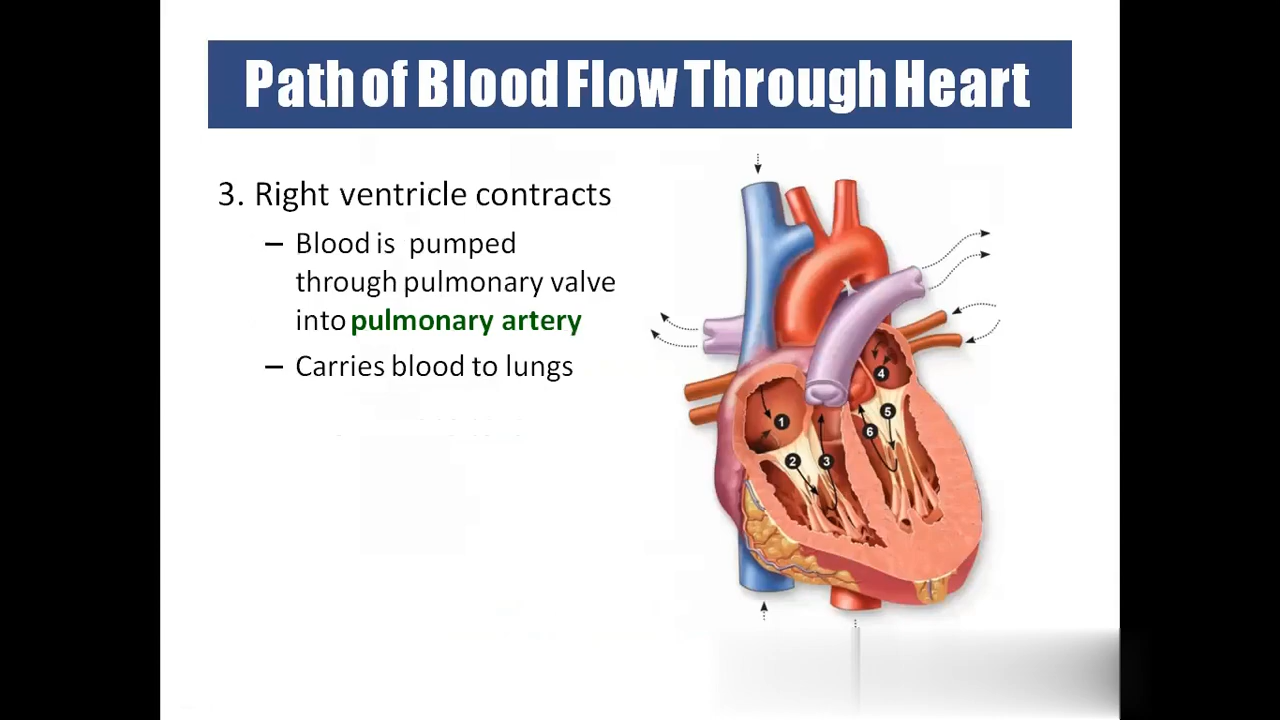 Path of Blood Flow Through Heart
3. Right ventricle contracts
– Blood is pumped
through pulmonary valve
into pulmonary artery
– Carries blood to lungs
4
1
5
6
2
3